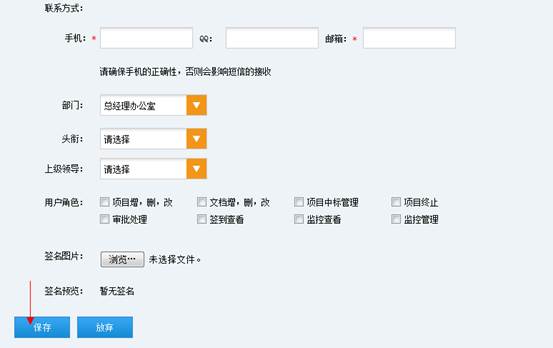 联系方式:
手机: * QQ: 邮箱: *
请确保手机的正确性，否则会影响短信的接收
部门: 总经理办公室
头衔: 请选择
上级领导: 请选择
用户角色: 项目增，删，改 文档增，删，改 项目中标管理 项目终止
审批处理 签到查看 监控查看 监控管理
签名图片: 浏览… 未选择文件。
签名预览: 暂无签名
保存 放弃